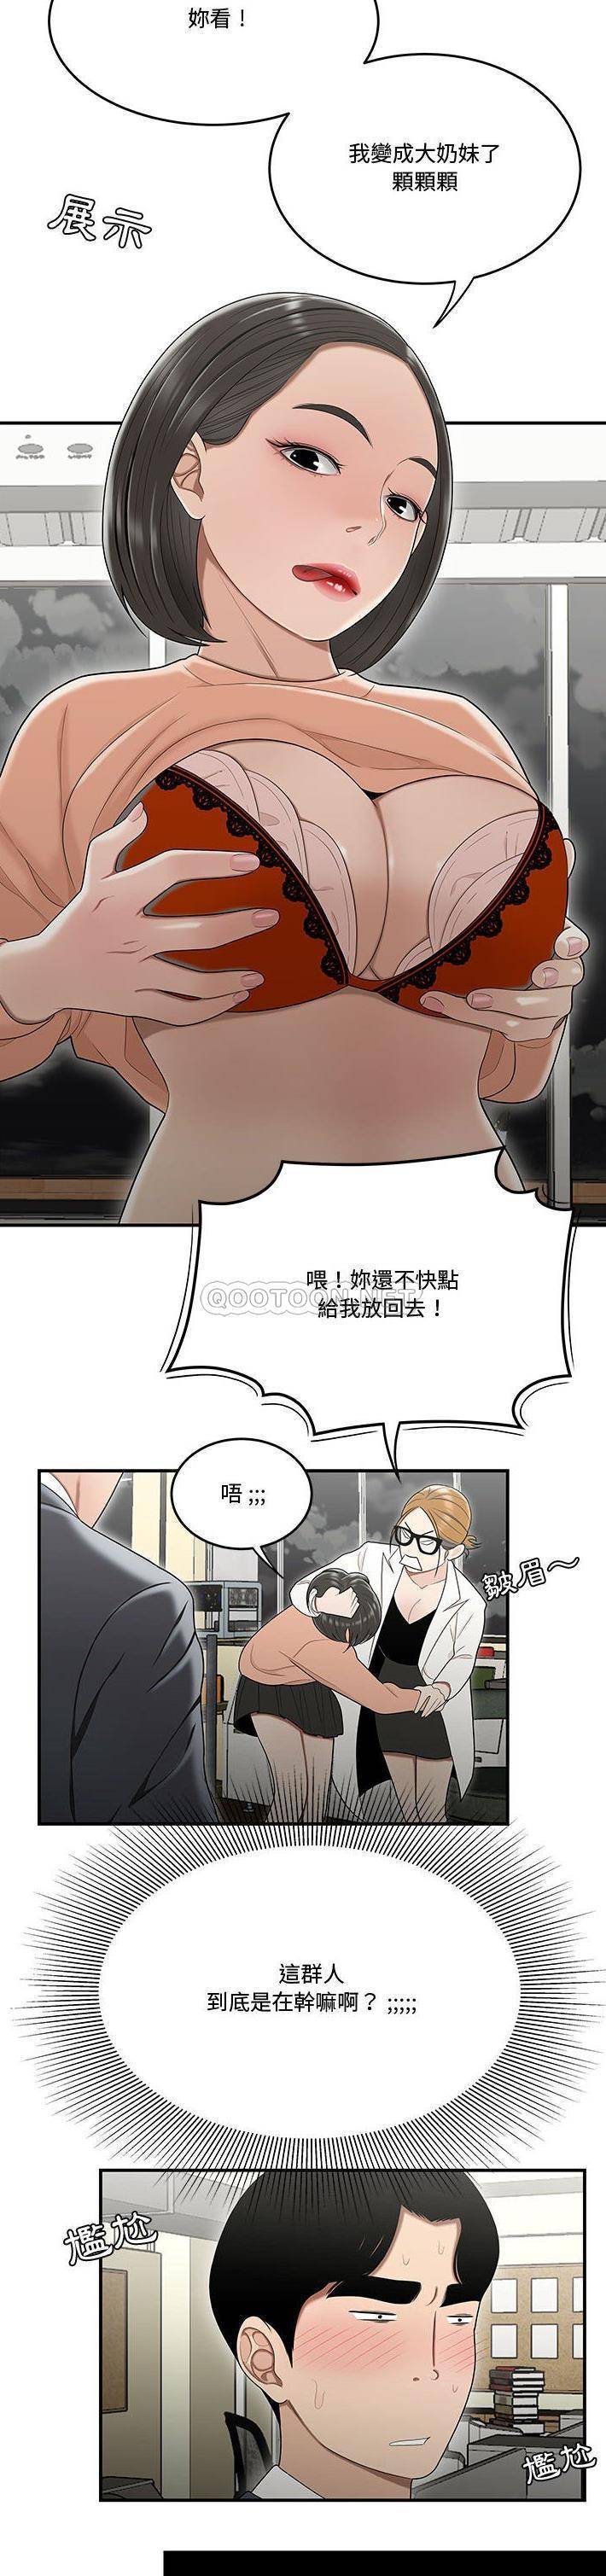 妳看！
我變成大奶妹了
顆顆顆
展示
喂！妳還不快點
給我放回去！
QOOTOON.NET
唔 ;;;
皺眉～
這群人
到底是在幹嘛啊？ ;;;;;
尷尬
尷尬